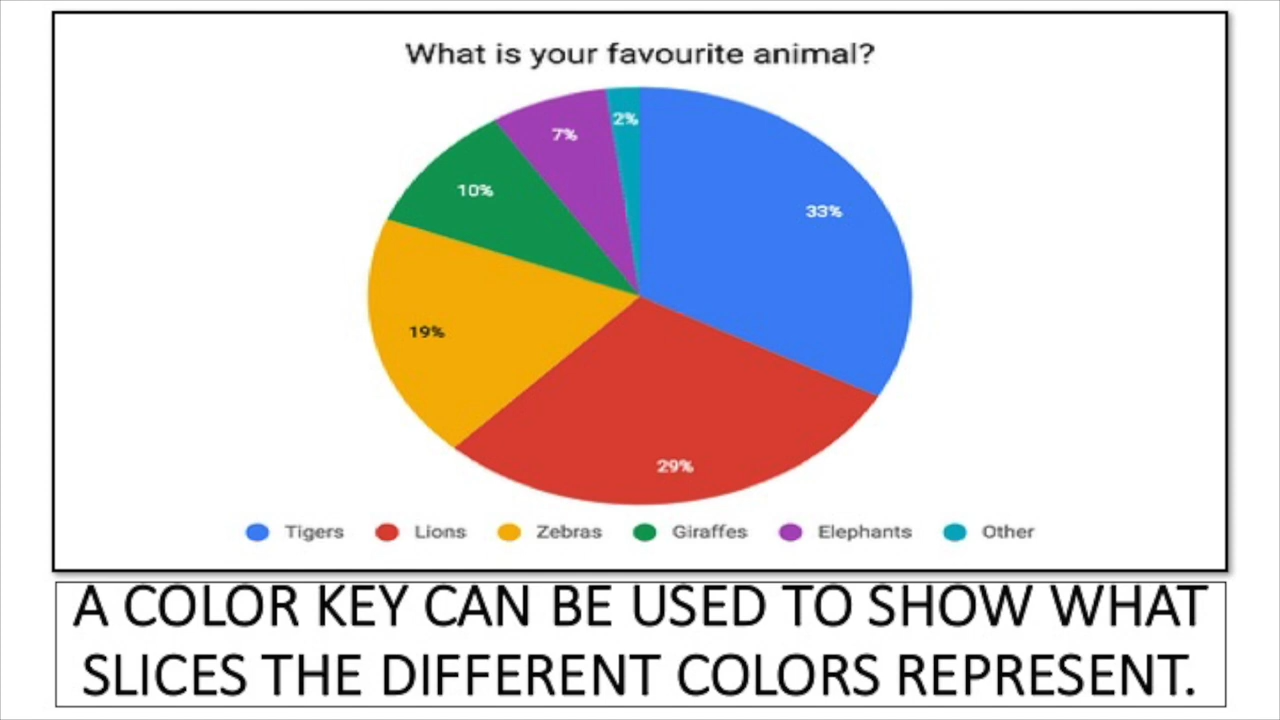 What is your favourite animal?
2%
7%
10%
33%
19%
29%
Tigers Lions Zebras Giraffes Elephants Other
A COLOR KEY CAN BE USED TO SHOW WHAT
SLICES THE DIFFERENT COLORS REPRESENT.